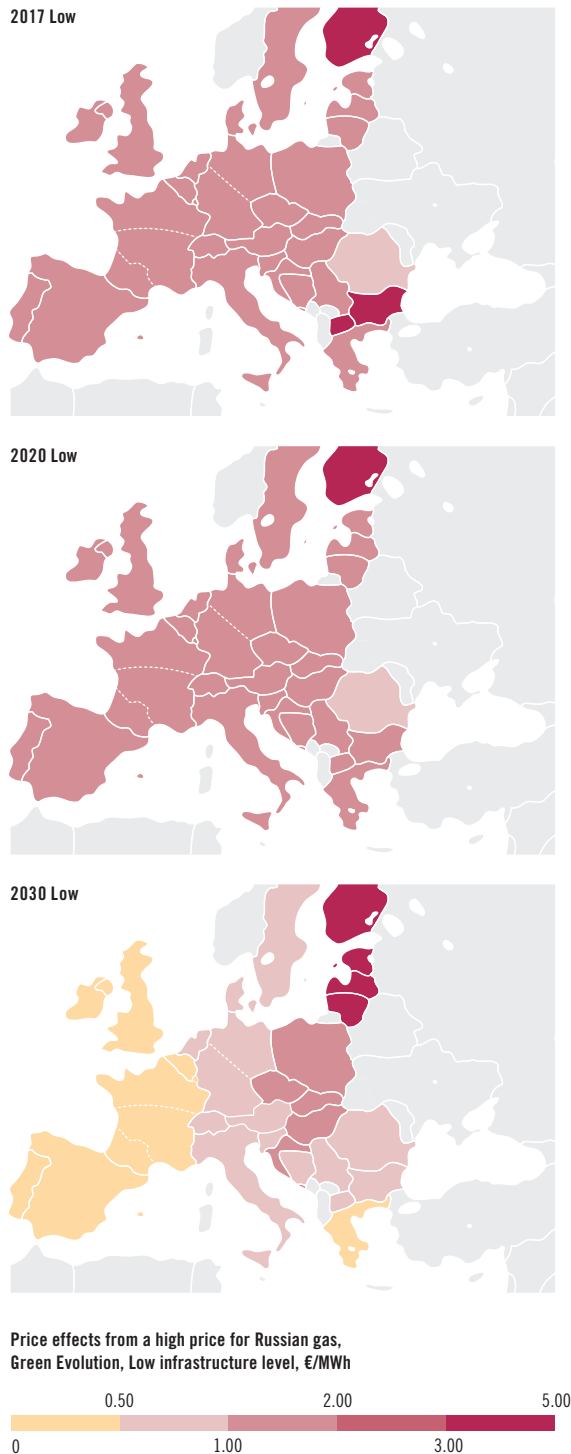 2017 Low
2020 Low
2030 Low
Price effects from a high price for Russian gas,
Green Evolution, Low infrastructure level, €/MWh
0.50 2.00 5.00
0 1.00 3.00